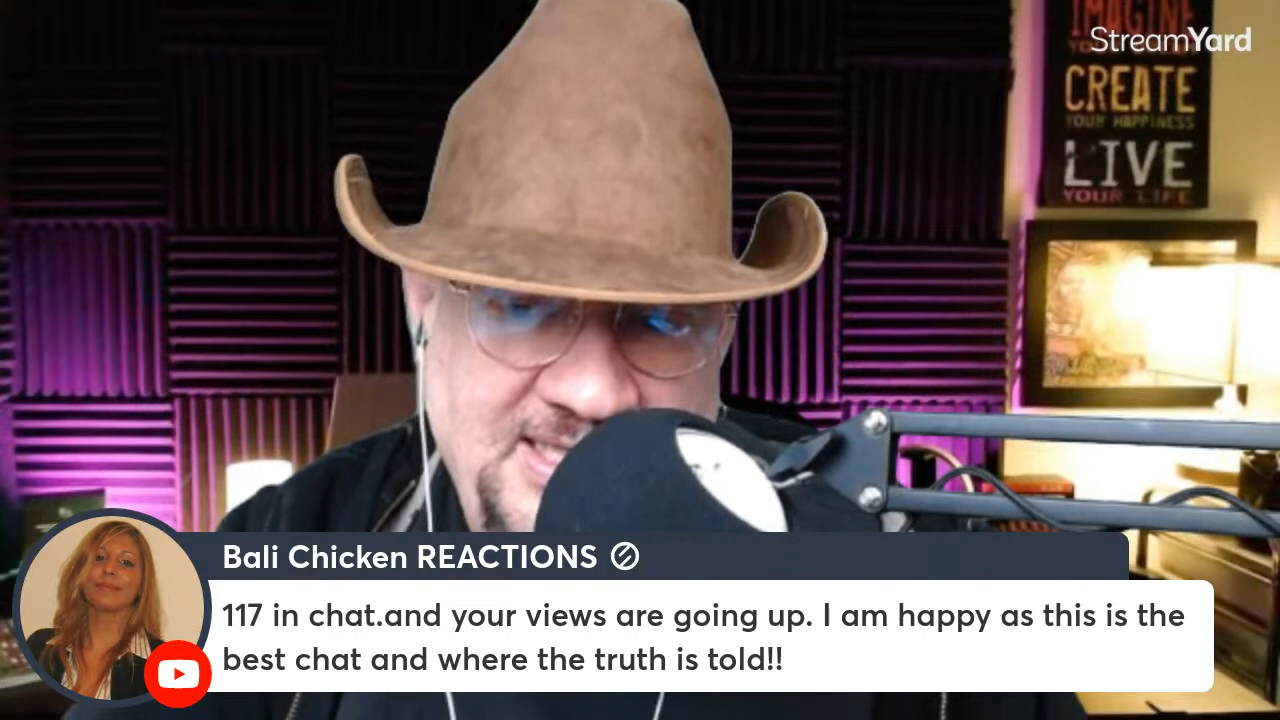 IMAGINE
StreamYard
CREATE
YOUR HAPPINESS
LIVE
YOUR LIFE
Bali Chicken REACTIONS
117 in chat.and your views are going up. I am happy as this is the
best chat and where the truth is told!!